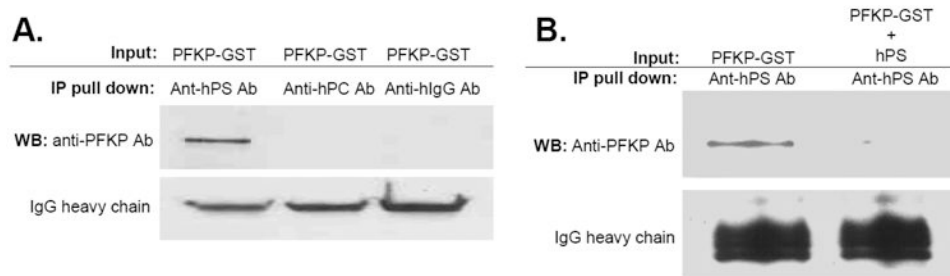 A.
Input: PFKP-GST PFKP-GST PFKP-GST
IP pull down: Ant-hPS Ab Anti-hPC Ab Anti-hIgG Ab
WB: anti-PFKP Ab
IgG heavy chain
B.
PFKP-GST
+
Input: PFKP-GST hPS
IP pull down: Ant-hPS Ab Anti-hPS Ab
WB: Anti-PFKP Ab
IgG heavy chain